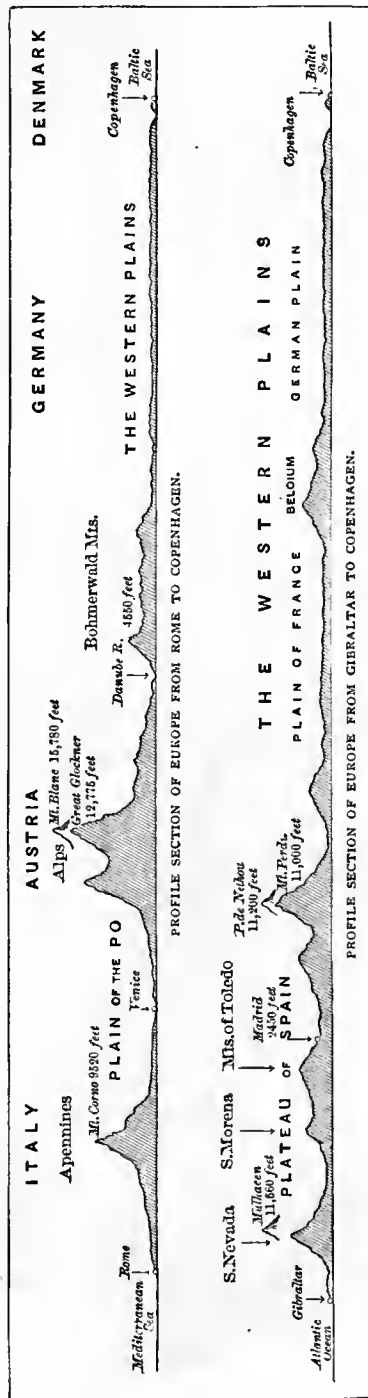 ITALY
AUSTRIA
GERMANY
DENMARK
Apennines
Alps
Mt. Corno 9520 feet
Mt. Blanc 15,780 feet
Great Glockner
12,775 feet
Bohmerwald Mts.
4550 feet
Danube R.
PLAIN OF THE PO
Venice
THE WESTERN PLAINS
Copenhagen
Baltic
Sea
Rome
Mediterranean
Sea
PROFILE SECTION OF EUROPE FROM ROME TO COPENHAGEN.
S. Nevada
S. Morena
Mts. of Toledo
Mulhacen
11,660 feet
Madrid
2450 feet
PLATEAU OF SPAIN
P. de Nethou
11,200 feet
Mt. Perdu
11,000 feet
THE WESTERN PLAINS
PLAIN OF FRANCE
BELGIUM
GERMAN PLAIN
Copenhagen
Baltic
Sea
Gibraltar
Atlantic
Ocean
PROFILE SECTION OF EUROPE FROM GIBRALTAR TO COPENHAGEN.